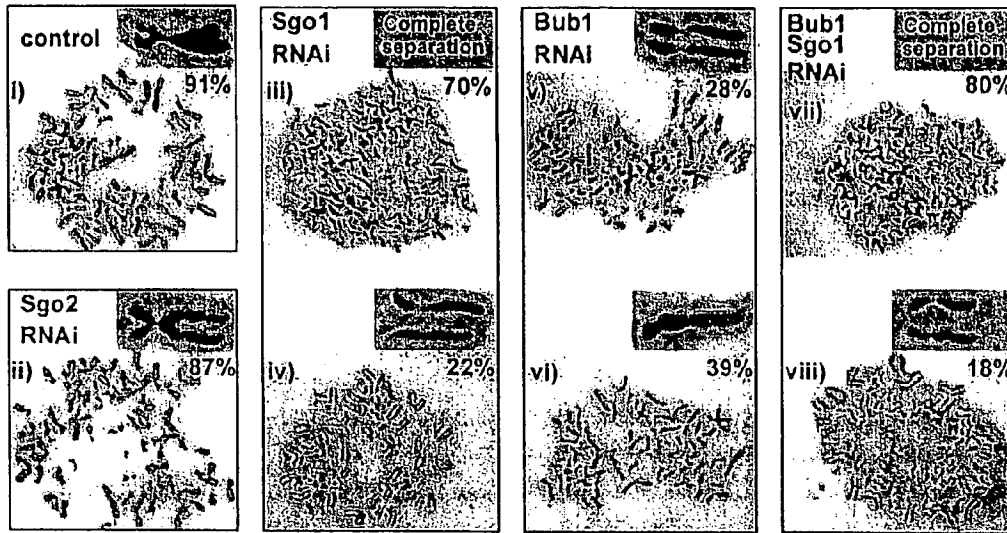 control
91%
i)
Sgo2
RNAi
87%
ii)
Sgo1
RNAi
Complete
separation
70%
iii)
22%
iv)
Bub1
RNAi
28%
v)
39%
vi)
Bub1
Sgo1
RNAi
Complete
separation
80%
vii)
18%
viii)